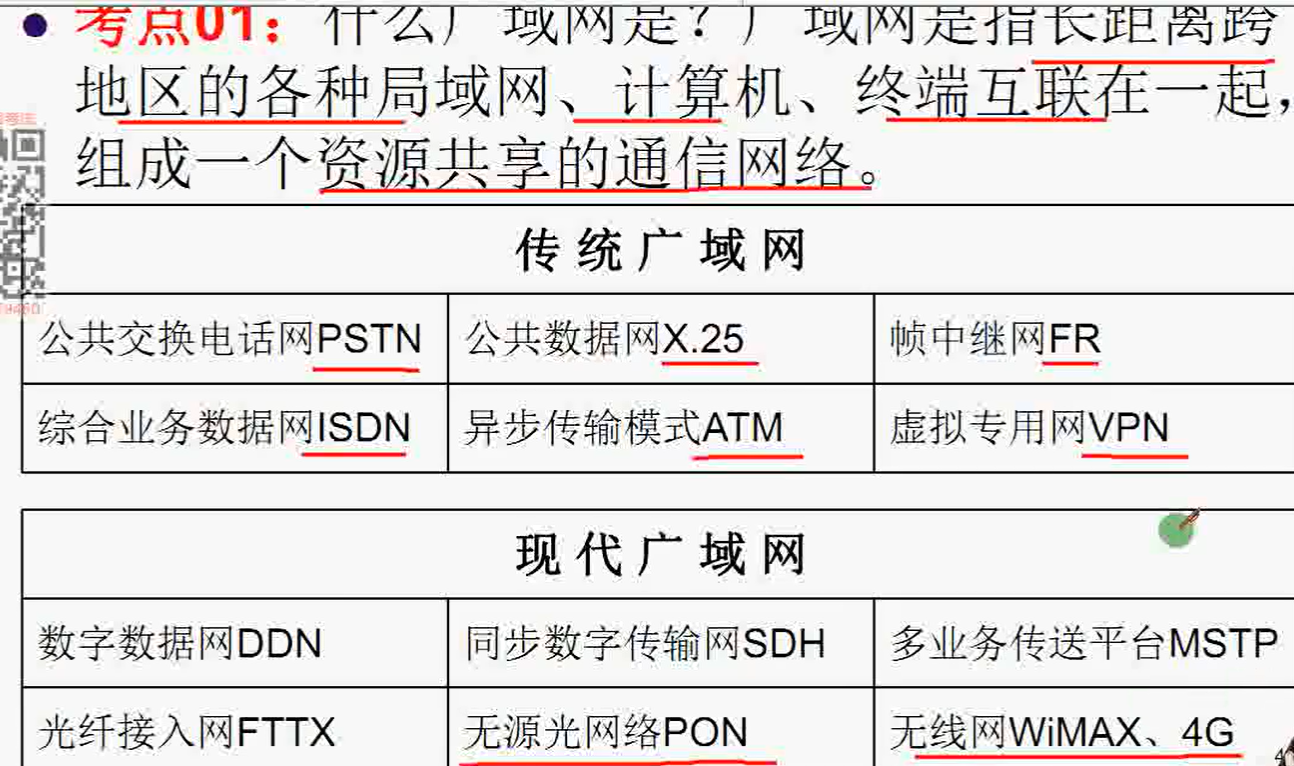 考点01：什么广域网是？广域网是指长距离跨
地区的各种局域网、计算机、终端互联在一起，
组成一个资源共享的通信网络。
传统广域网
公共交换电话网PSTN 公共数据网X.25 帧中继网FR
综合业务数据网ISDN 异步传输模式ATM 虚拟专用网VPN
现代广域网
数字数据网DDN 同步数字传输网SDH 多业务传送平台MSTP
光纤接入网FTTX 无源光网络PON 无线网WiMAX、4G